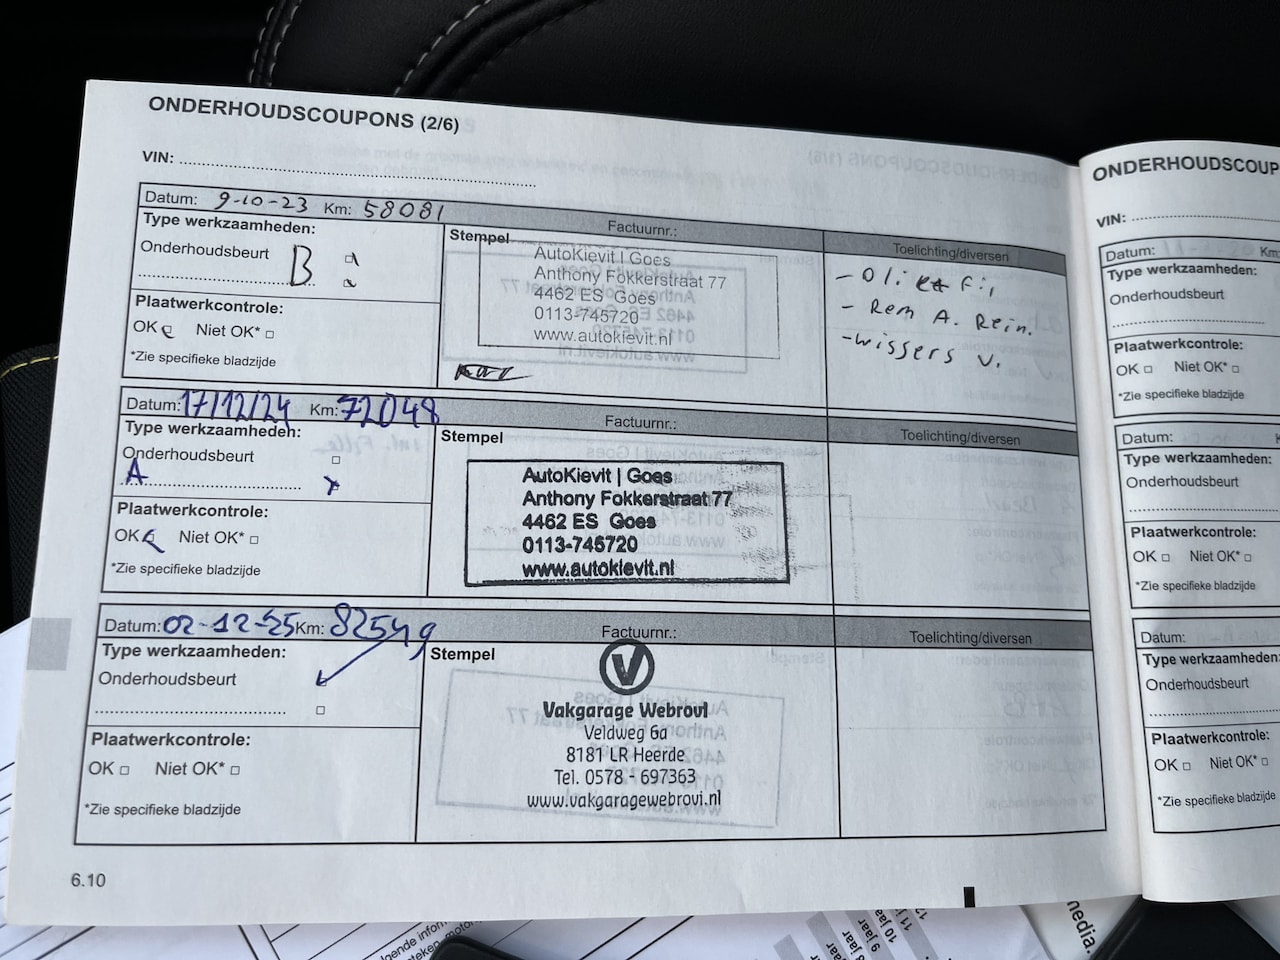 ONDERHOUDSCOUPONS (2/6)
VIN:
Datum: 9-10-23 Km: 58081
Factuurnr.:
Type werkzaamheden:
Onderhoudsbeurt B
Plaatwerkcontrole:
OK Niet OK*
*Zie specifieke bladzijde
Stempel
AutoKievit | Goes
Anthony Fokkerstraat 77
4462 ES Goes
0113-745720
www.autokievit.nl
Toelichting/diversen
- Rem A. Rein.
- wissers v.
Datum: 17/12/24 Km: 72048
Factuurnr.:
Type werkzaamheden:
Onderhoudsbeurt
A
Plaatwerkcontrole:
OK Niet OK*
*Zie specifieke bladzijde
Stempel
AutoKievit | Goes
Anthony Fokkerstraat 77
4462 ES Goes
0113-745720
www.autokievit.nl
Toelichting/diversen
Datum: 02-12-25 Km: 82549
Factuurnr.:
Type werkzaamheden:
Onderhoudsbeurt
Plaatwerkcontrole:
OK Niet OK*
*Zie specifieke bladzijde
Stempel
V
Vakgarage Webrovi
Veldweg 6a
8181 LR Heerde
Tel. 0578 - 697363
www.vakgaragewebrovi.nl
Toelichting/diversen
6.10
ONDERHOUDSCOUP
VIN:
Datum: Km:
Type werkzaamheden:
Onderhoudsbeurt
Plaatwerkcontrole:
OK Niet OK*
*Zie specifieke bladzijde
Datum:
Type werkzaamheden:
Onderhoudsbeurt
Plaatwerkcontrole:
OK Niet OK*
*Zie specifieke bladzijde
Datum:
Type werkzaamheden:
Onderhoudsbeurt
Plaatwerkcontrole:
OK Niet OK*
*Zie specifieke bladzijde
media.
10 jaar
9 jaar